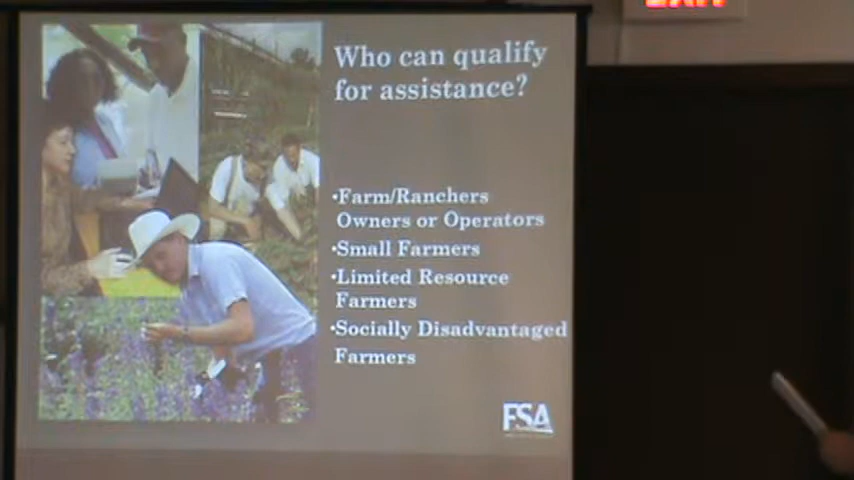 EXIT
Who can qualify
for assistance?
•Farm/Ranchers
Owners or Operators
•Small Farmers
•Limited Resource
Farmers
•Socially Disadvantaged
Farmers
FSA